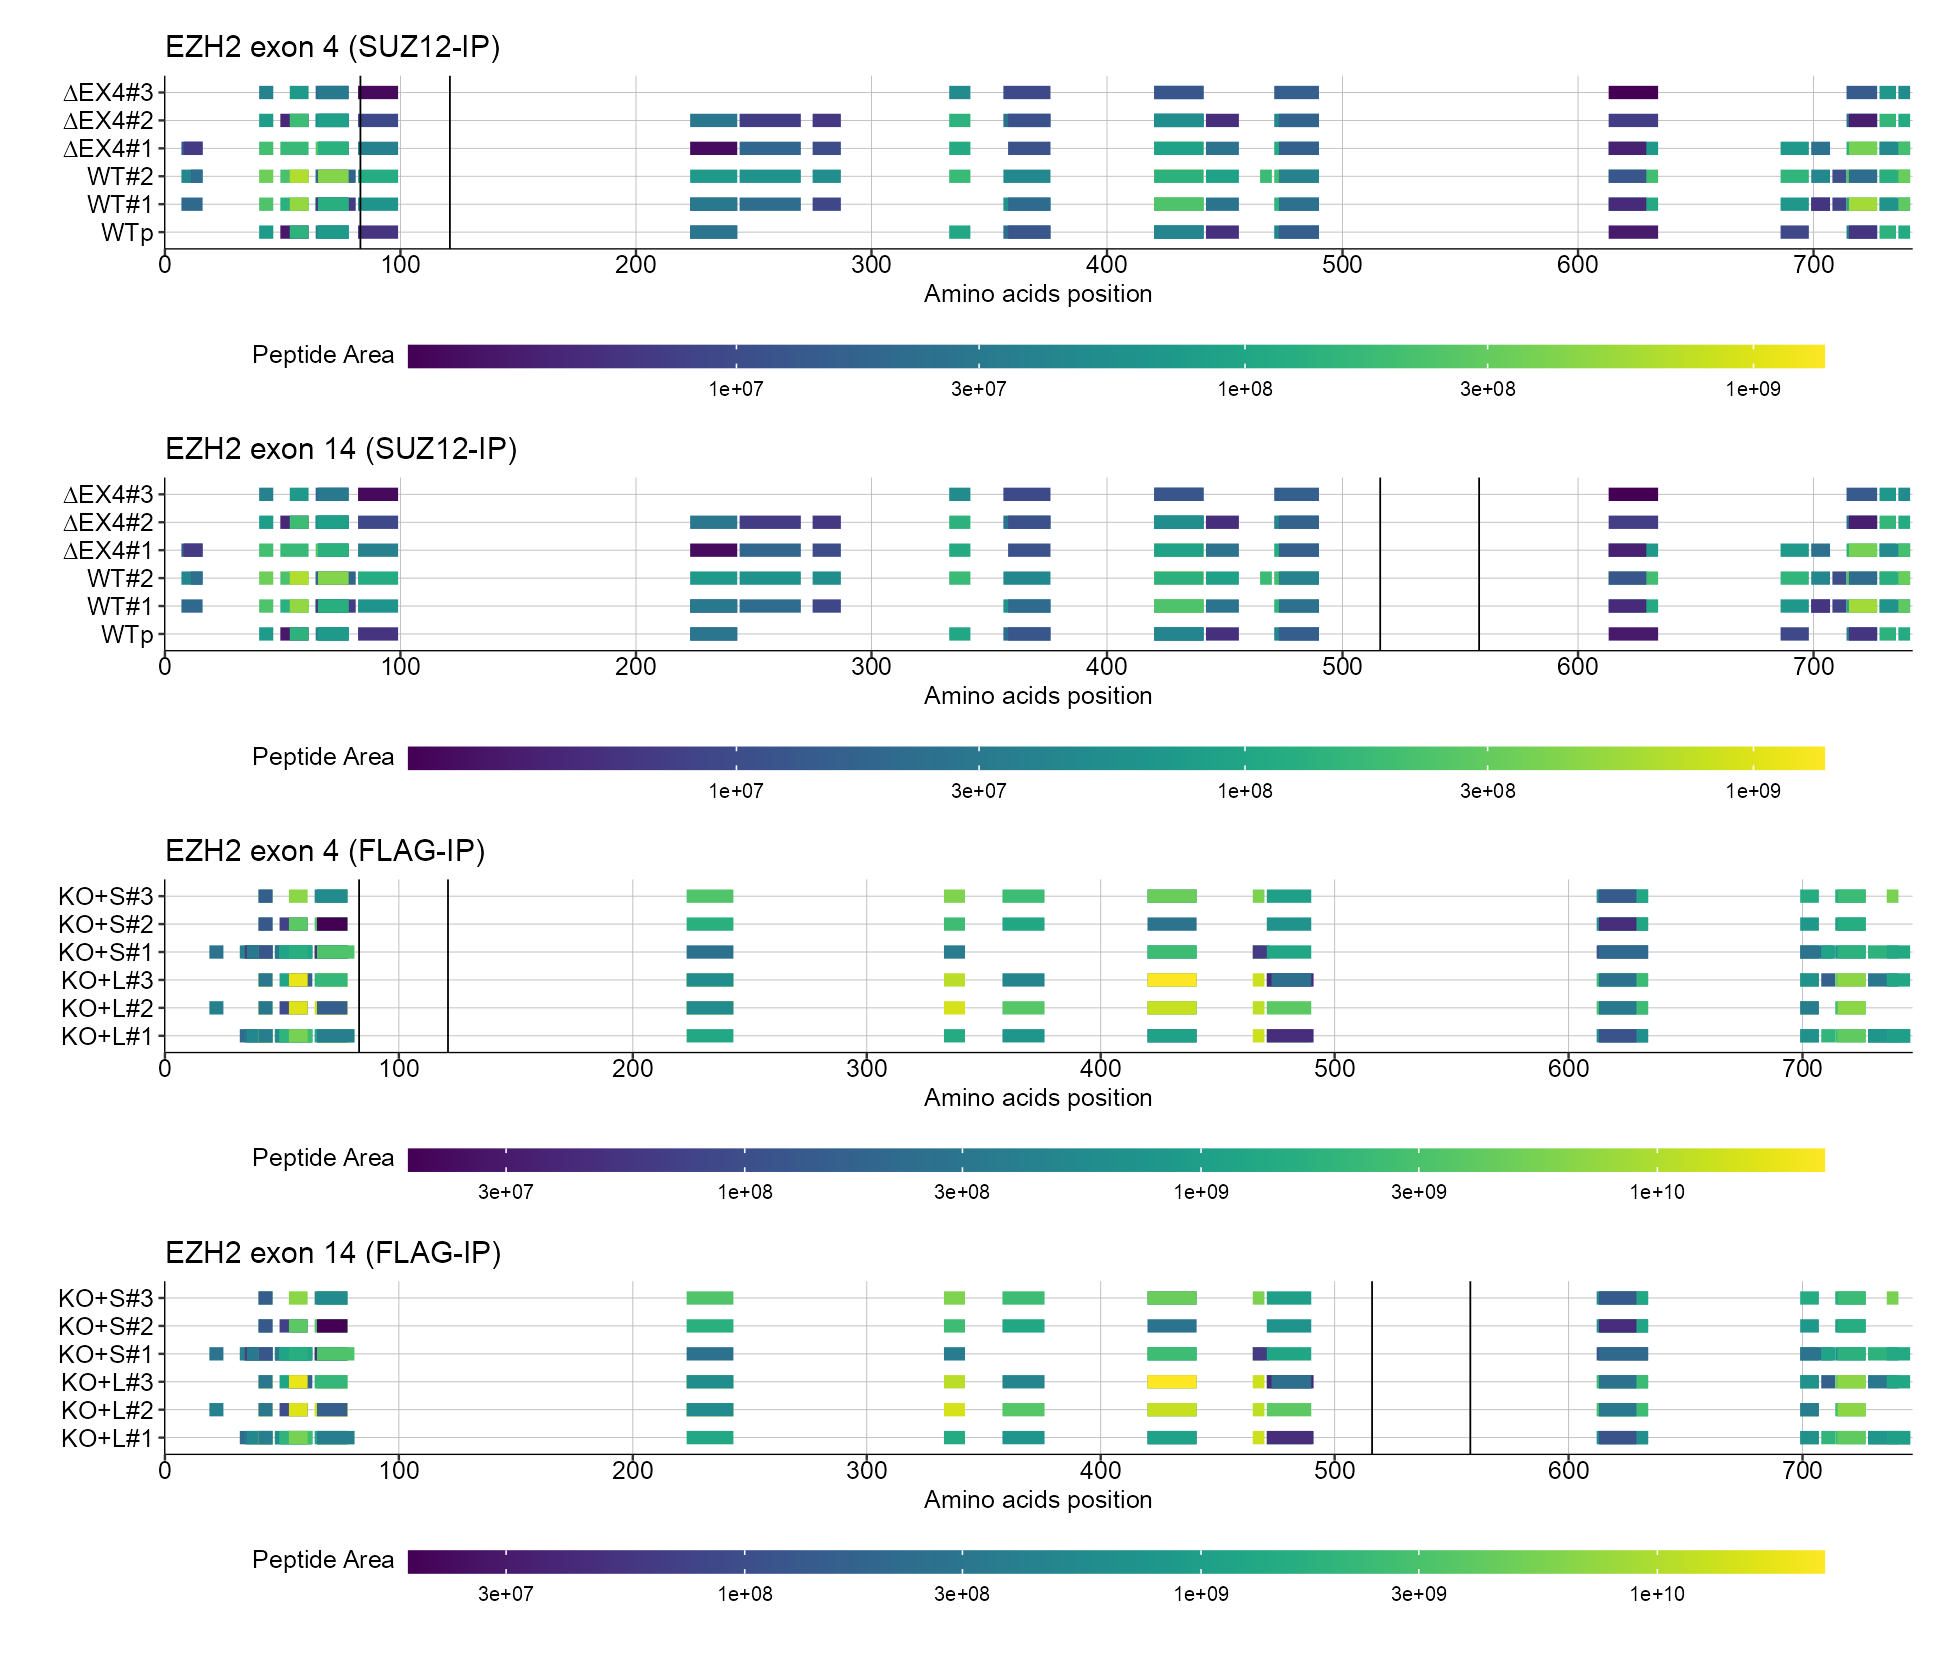 EZH2 exon 4 (SUZ12-IP)
ΔEX4#3
ΔEX4#2
ΔEX4#1
WT#2
WT#1
WTp
0 100 200 300 400 500 600 700
Amino acids position
Peptide Area
1e+07 3e+07 1e+08 3e+08 1e+09
EZH2 exon 14 (SUZ12-IP)
ΔEX4#3
ΔEX4#2
ΔEX4#1
WT#2
WT#1
WTp
0 100 200 300 400 500 600 700
Amino acids position
Peptide Area
1e+07 3e+07 1e+08 3e+08 1e+09
EZH2 exon 4 (FLAG-IP)
KO+S#3
KO+S#2
KO+S#1
KO+L#3
KO+L#2
KO+L#1
0 100 200 300 400 500 600 700
Amino acids position
Peptide Area
3e+07 1e+08 3e+08 1e+09 3e+09 1e+10
EZH2 exon 14 (FLAG-IP)
KO+S#3
KO+S#2
KO+S#1
KO+L#3
KO+L#2
KO+L#1
0 100 200 300 400 500 600 700
Amino acids position
Peptide Area
3e+07 1e+08 3e+08 1e+09 3e+09 1e+10